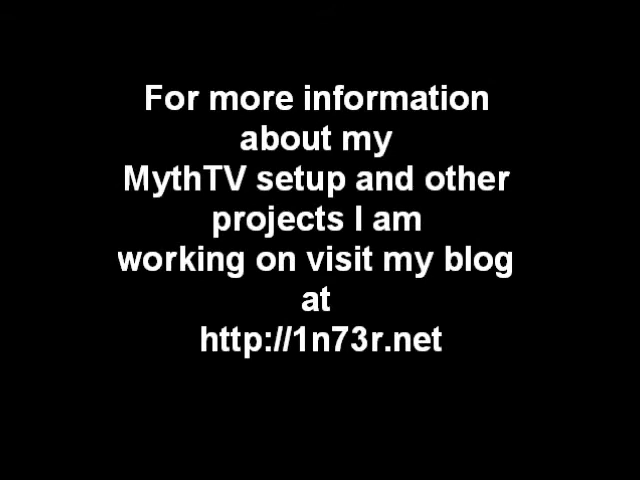 For more information
about my
MythTV setup and other
projects I am
working on visit my blog
at
http://1n73r.net